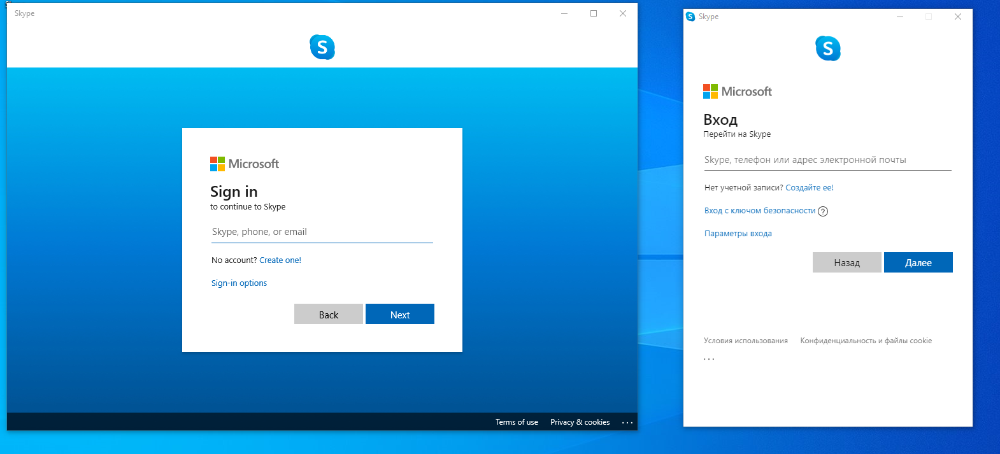 Skype
S
Microsoft
Sign in
to continue to Skype
Skype, phone, or email
No account? Create one!
Sign-in options
Back Next
Terms of use Privacy & cookies ...
Skype
S
Microsoft
Вход
Перейти на Skype
Skype, телефон или адрес электронной почты
Нет учетной записи? Создайте ее!
Вход с ключом безопасности ?
Параметры входа
Назад Далее
Условия использования Конфиденциальность и файлы cookie
...